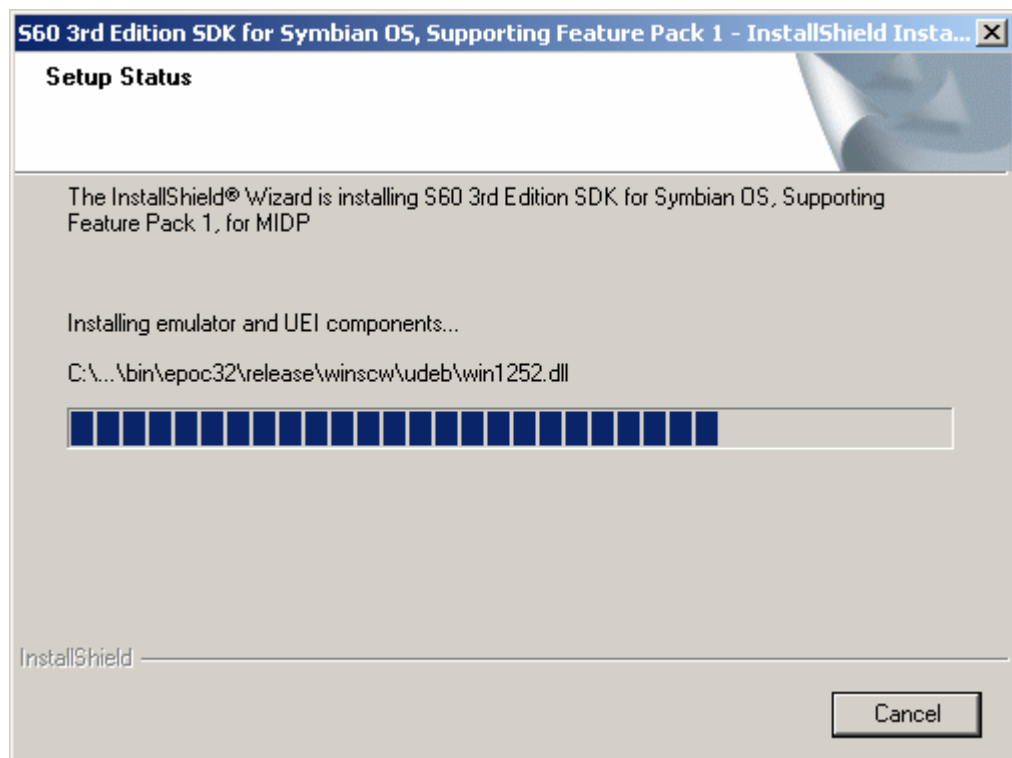 S60 3rd Edition SDK for Symbian OS, Supporting Feature Pack 1 - InstallShield Insta...
Setup Status
The InstallShield® Wizard is installing S60 3rd Edition SDK for Symbian OS, Supporting
Feature Pack 1, for MIDP
Installing emulator and UEI components...
C:\...\bin\epoc32\release\winscw\udeb\win1252.dll
InstallShield
Cancel